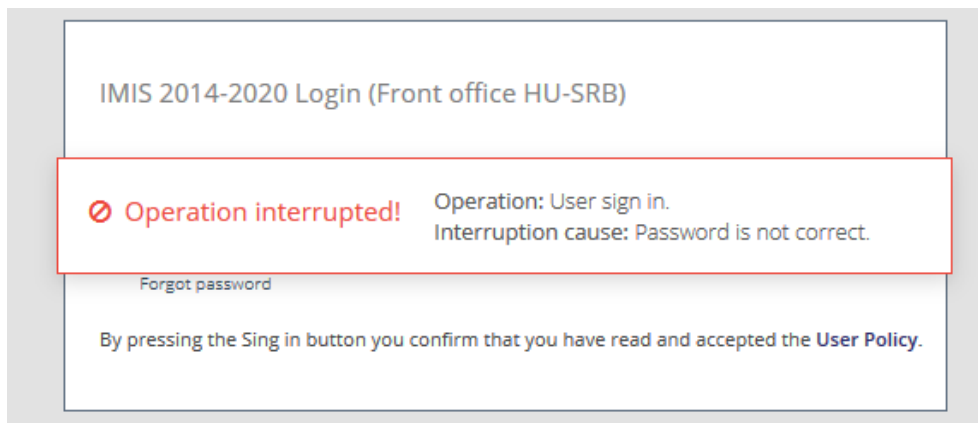 IMIS 2014-2020 Login (Front office HU-SRB)
Operation interrupted!
Operation: User sign in.
Interruption cause: Password is not correct.
Forgot password
By pressing the Sing in button you confirm that you have read and accepted the User Policy.